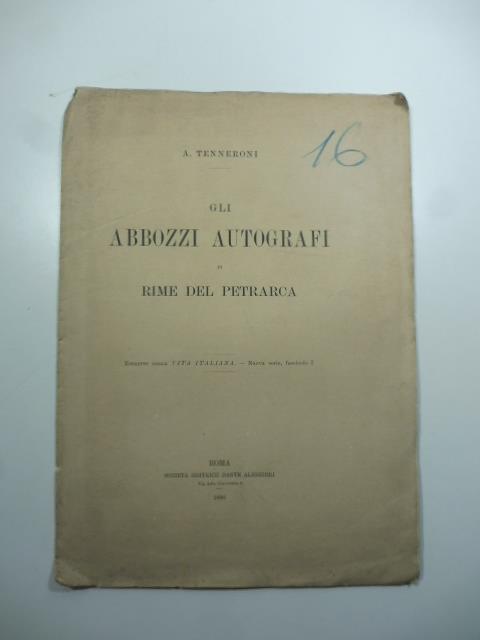 A. TENNERONI
16
GLI
ABBOZZI AUTOGRAFI
DI
RIME DEL PETRARCA
Estratto dalla VITA ITALIANA. — Nuova serie, fascicolo I
ROMA
SOCIETÀ EDITRICE DANTE ALIGHIERI